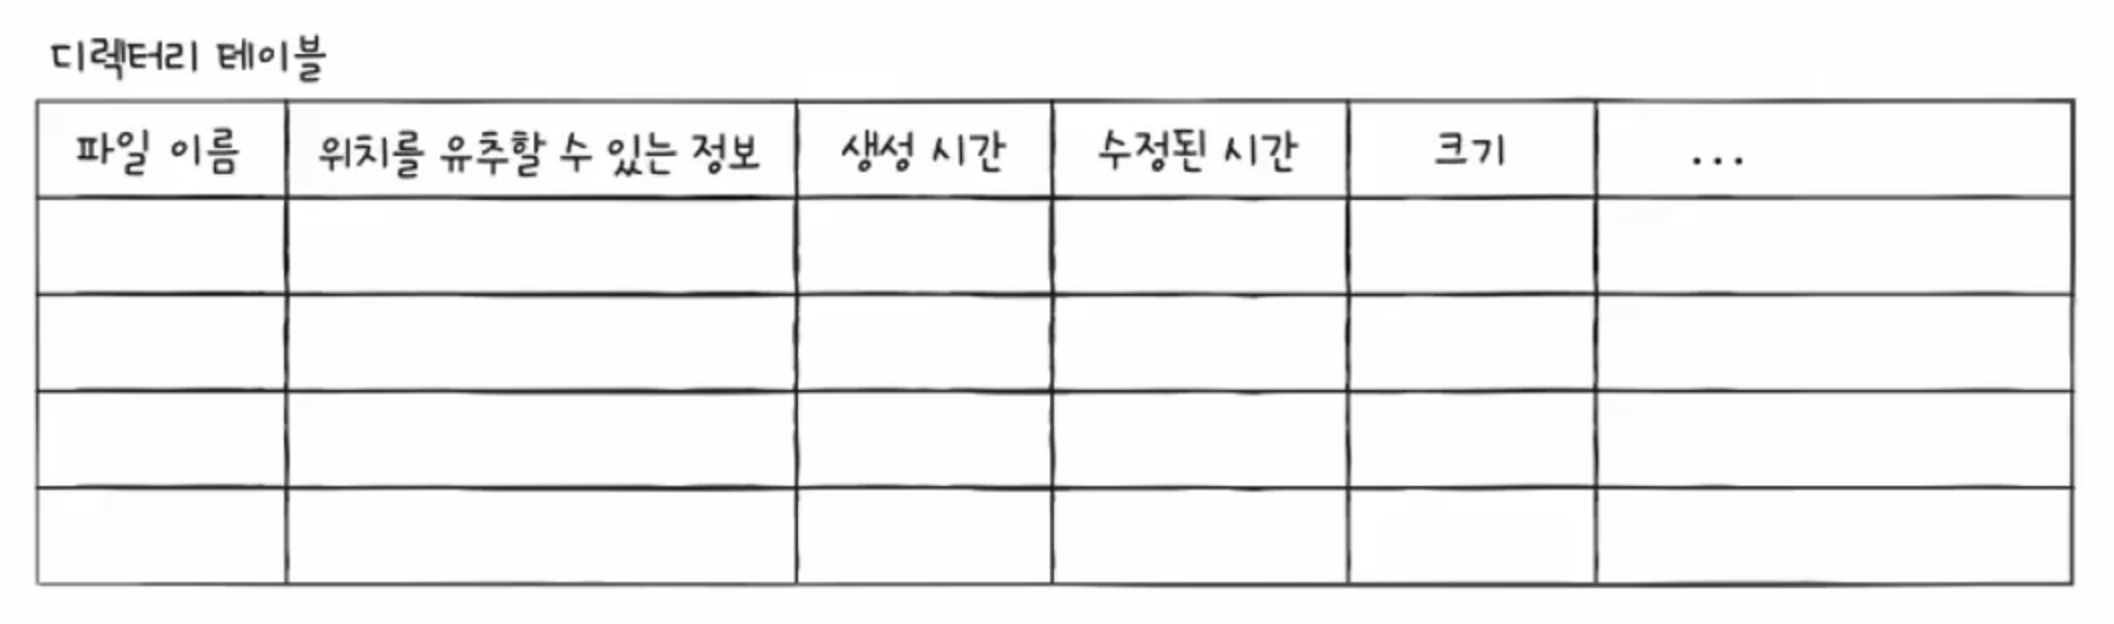 디렉터리 테이블
파일 이름 위치를 유추할 수 있는 정보 생성 시간 수정된 시간 크기 ...